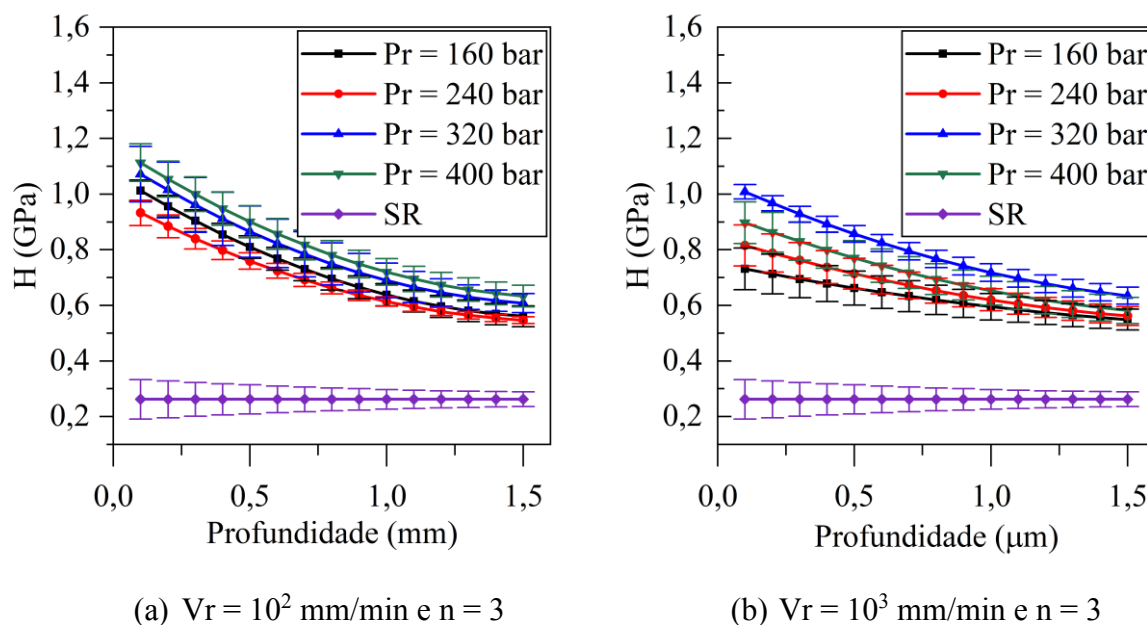 1,6
1,4
1,2
1,0
0,8
0,6
0,4
0,2
H (GPa)
Pr = 160 bar
Pr = 240 bar
Pr = 320 bar
Pr = 400 bar
SR
0,0 0,5 1,0 1,5
Profundidade (mm)
(a) Vr = 10² mm/min e n = 3
1,6
1,4
1,2
1,0
0,8
0,6
0,4
0,2
H (GPa)
Pr = 160 bar
Pr = 240 bar
Pr = 320 bar
Pr = 400 bar
SR
0,0 0,5 1,0 1,5
Profundidade (μm)
(b) Vr = 10³ mm/min e n = 3